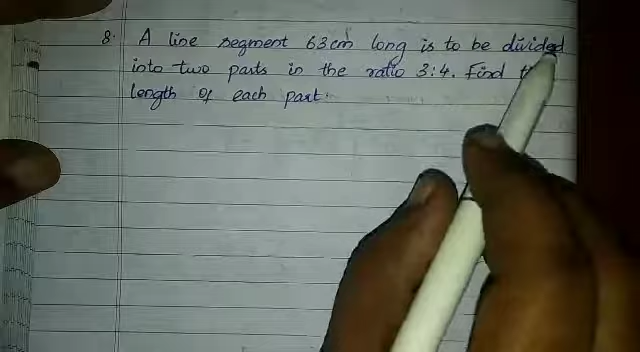 8. A line segment 63cm long is to be divided
into two parts in the ratio 3:4. Find
length of each part.